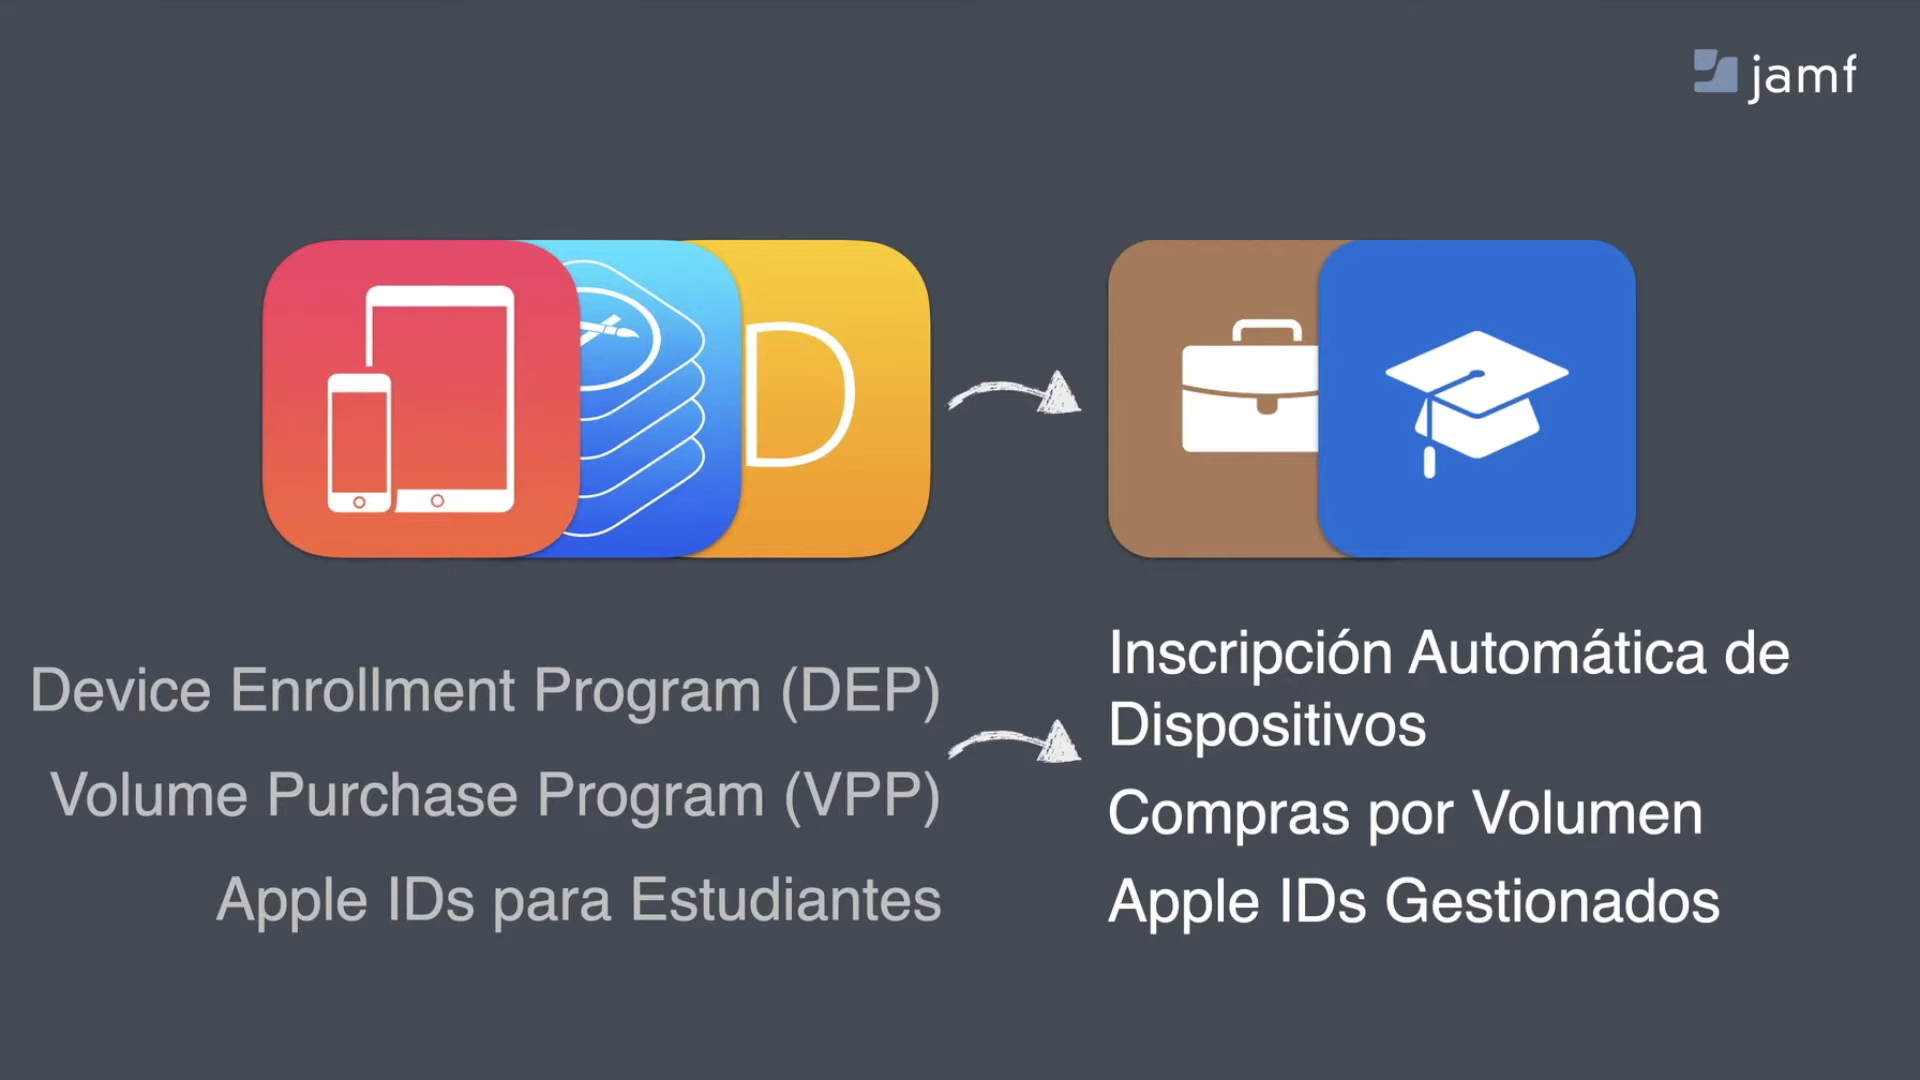 jamf
D
Device Enrollment Program (DEP)
Volume Purchase Program (VPP)
Apple IDs para Estudiantes
Inscripción Automática de
Dispositivos
Compras por Volumen
Apple IDs Gestionados